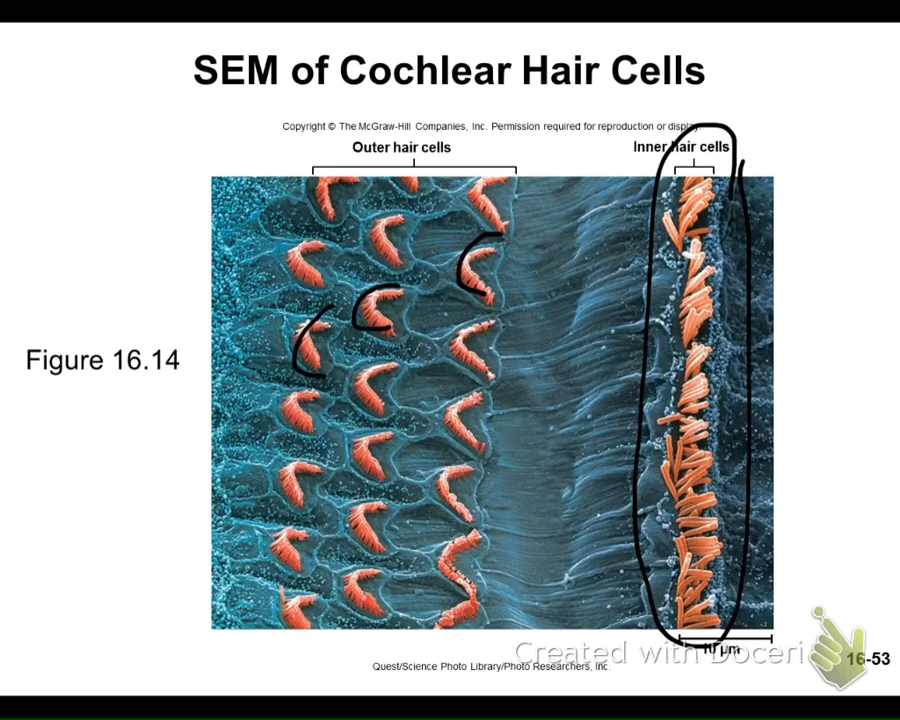 SEM of Cochlear Hair Cells
Copyright © The McGraw-Hill Companies, Inc. Permission required for reproduction or display.
Outer hair cells
Inner hair cells
Figure 16.14
10 µm
Created with Doceri
16-53
Quest/Science Photo Library/Photo Researchers, Inc.